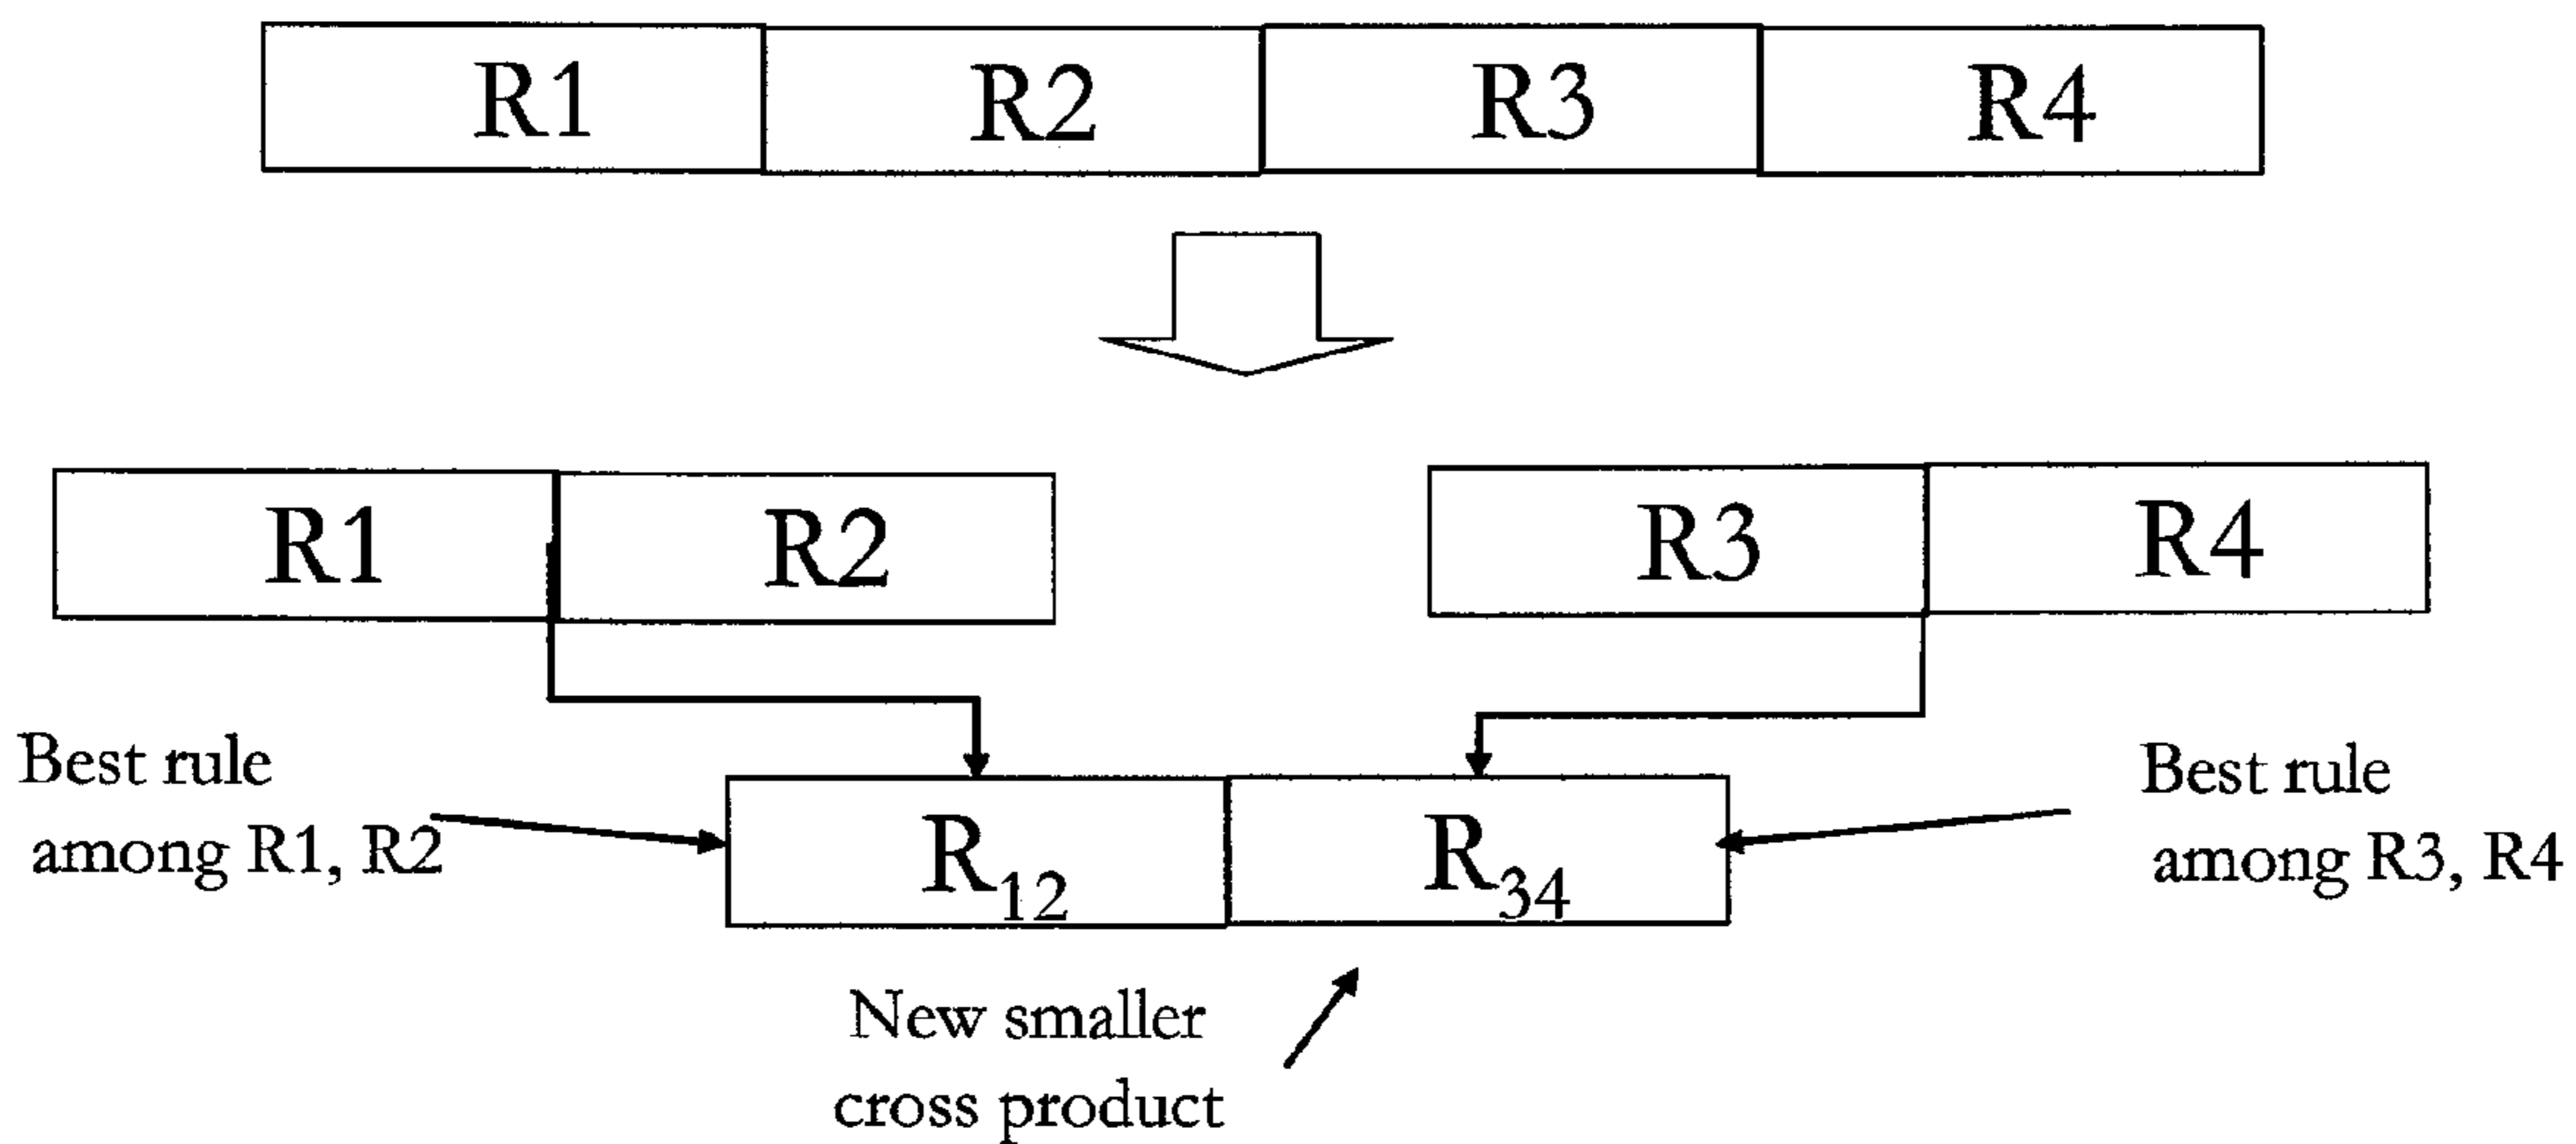 R1 R2 R3 R4
R1 R2 R3 R4
Best rule
among R1, R2
R₁₂ R₃₄
Best rule
among R3, R4
New smaller
cross product